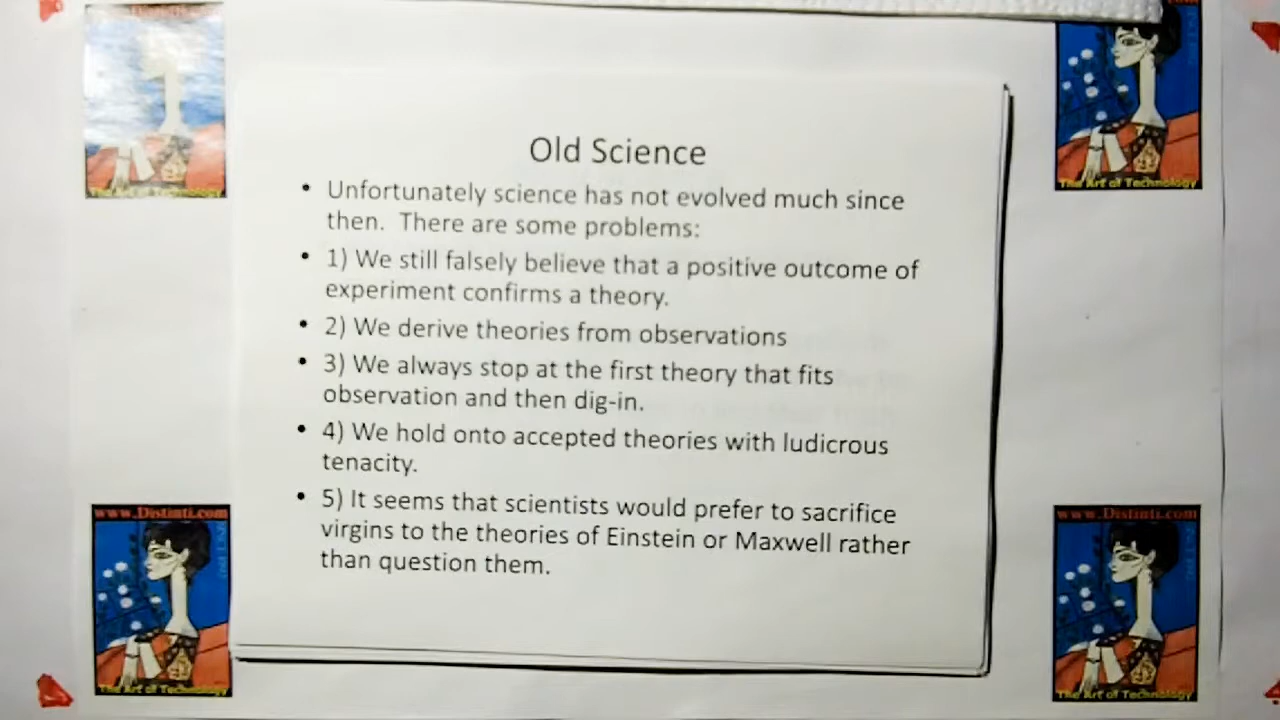 Old Science
• Unfortunately science has not evolved much since
then. There are some problems:
• 1) We still falsely believe that a positive outcome of
experiment confirms a theory.
• 2) We derive theories from observations
• 3) We always stop at the first theory that fits
observation and then dig-in.
• 4) We hold onto accepted theories with ludicrous
tenacity.
• 5) It seems that scientists would prefer to sacrifice
virgins to the theories of Einstein or Maxwell rather
than question them.
The Art of Technology
The Art of Technology
www.Distinti.com
The Art of Technology
www.Distinti.com
The Art of Technology